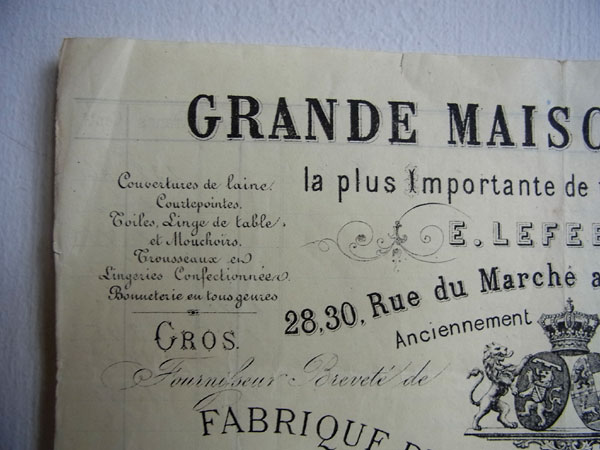 GRANDE MAISO
la plus Importante de
Couvertures de laine,
Courtepointes,
Toiles, Linge de table,
et Mouchoirs,
Trousseaux et
Lingeries Confectionnées
Bonneterie en tous genres
E. LEFE
28,30, Rue du Marché a
Anciennement
GROS.
Fournisseur Breveté de
FABRIQUE